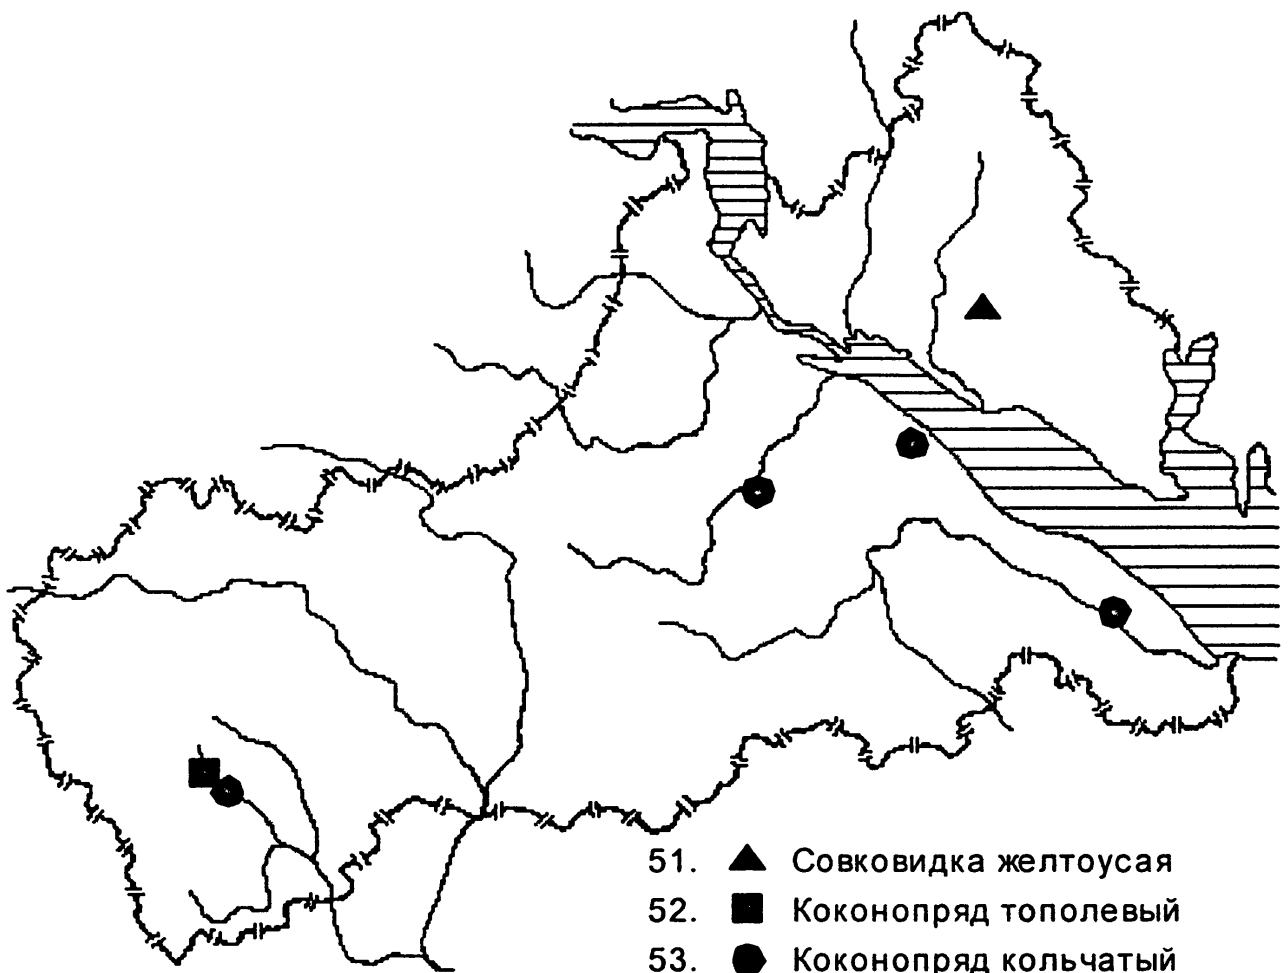 51. Совковидка желтоусая
52. Коконопряд тополевый
53. Коконопряд кольчатый